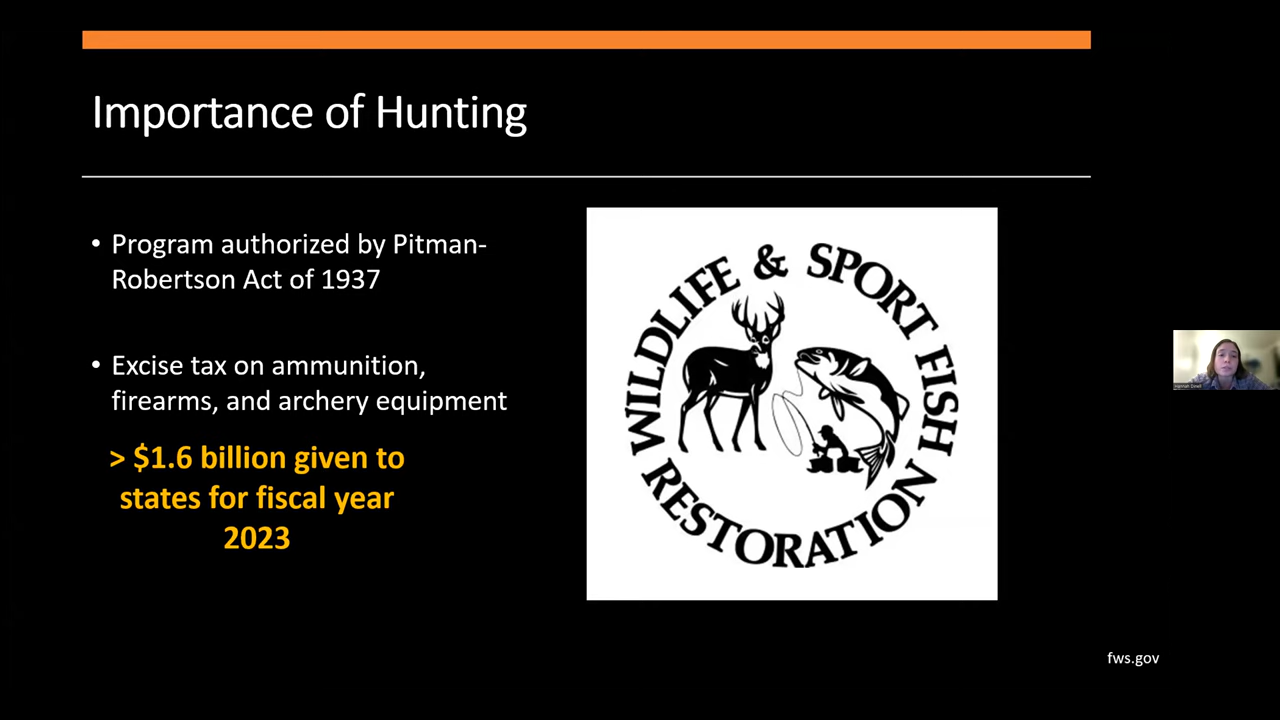 Importance of Hunting
• Program authorized by Pitman-
Robertson Act of 1937
• Excise tax on ammunition,
firearms, and archery equipment
> $1.6 billion given to
states for fiscal year
2023
WILDLIFE & SPORT FISH
RESTORATION
fws.gov